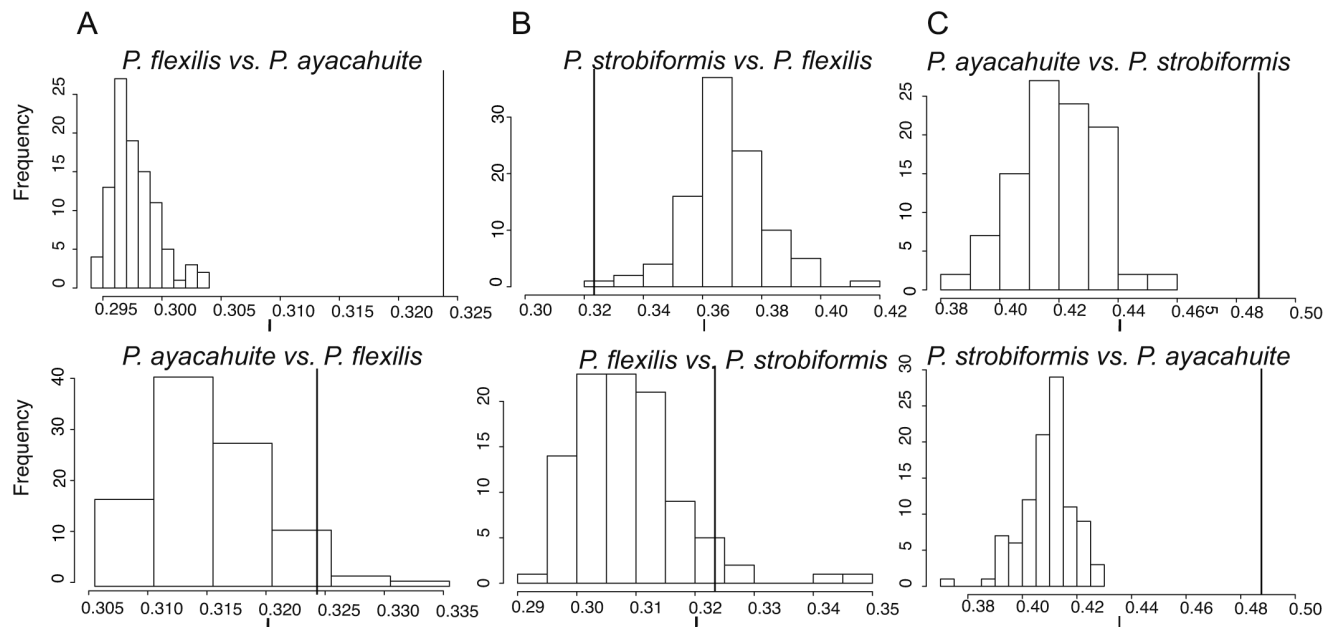 A
B
C
P. flexilis vs. P. ayacahuite
P. strobiformis vs. P. flexilis
P. ayacahuite vs. P. strobiformis
Frequency
0 5 10 15 20 25
0.295 0.300 0.305 0.310 0.315 0.320 0.325
I
0 10 20 30
0.30 0.32 0.34 0.36 0.38 0.40 0.42
I
0 5 10 15 20 25
0.38 0.40 0.42 0.44 0.46 5 0.48 0.50
I
P. ayacahuite vs. P. flexilis
P. flexilis vs. P. strobiformis
P. strobiformis vs. P. ayacahuite
Frequency
0 10 20 30 40
0.305 0.310 0.315 0.320 0.325 0.330 0.335
I
0 5 10 15 20
0.29 0.30 0.31 0.32 0.33 0.34 0.35
I
0 5 10 15 20 25 30
0.38 0.40 0.42 0.44 0.46 0.48 0.50
I